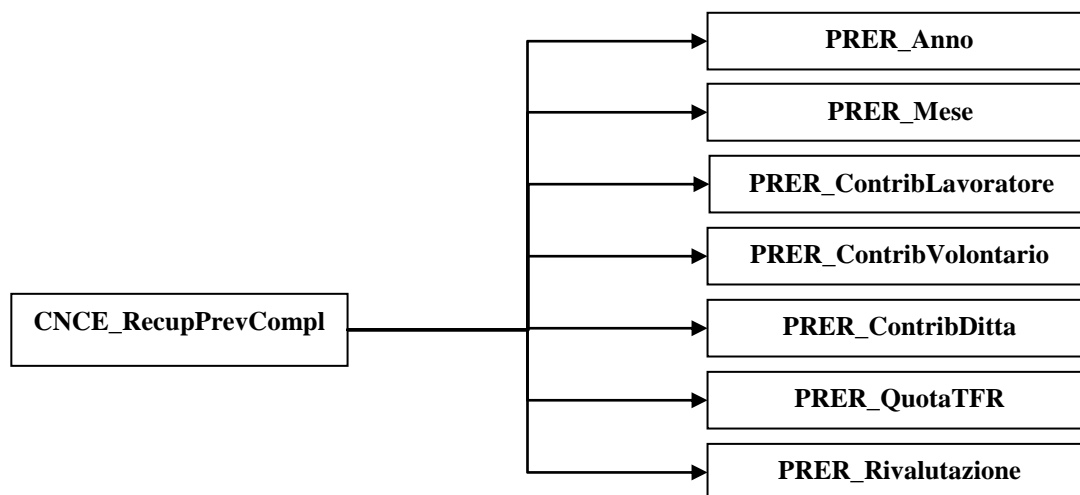 PRER_Anno
PRER_Mese
PRER_ContribLavoratore
PRER_ContribVolontario
CNCE_RecupPrevCompl
PRER_ContribDitta
PRER_QuotaTFR
PRER_Rivalutazione